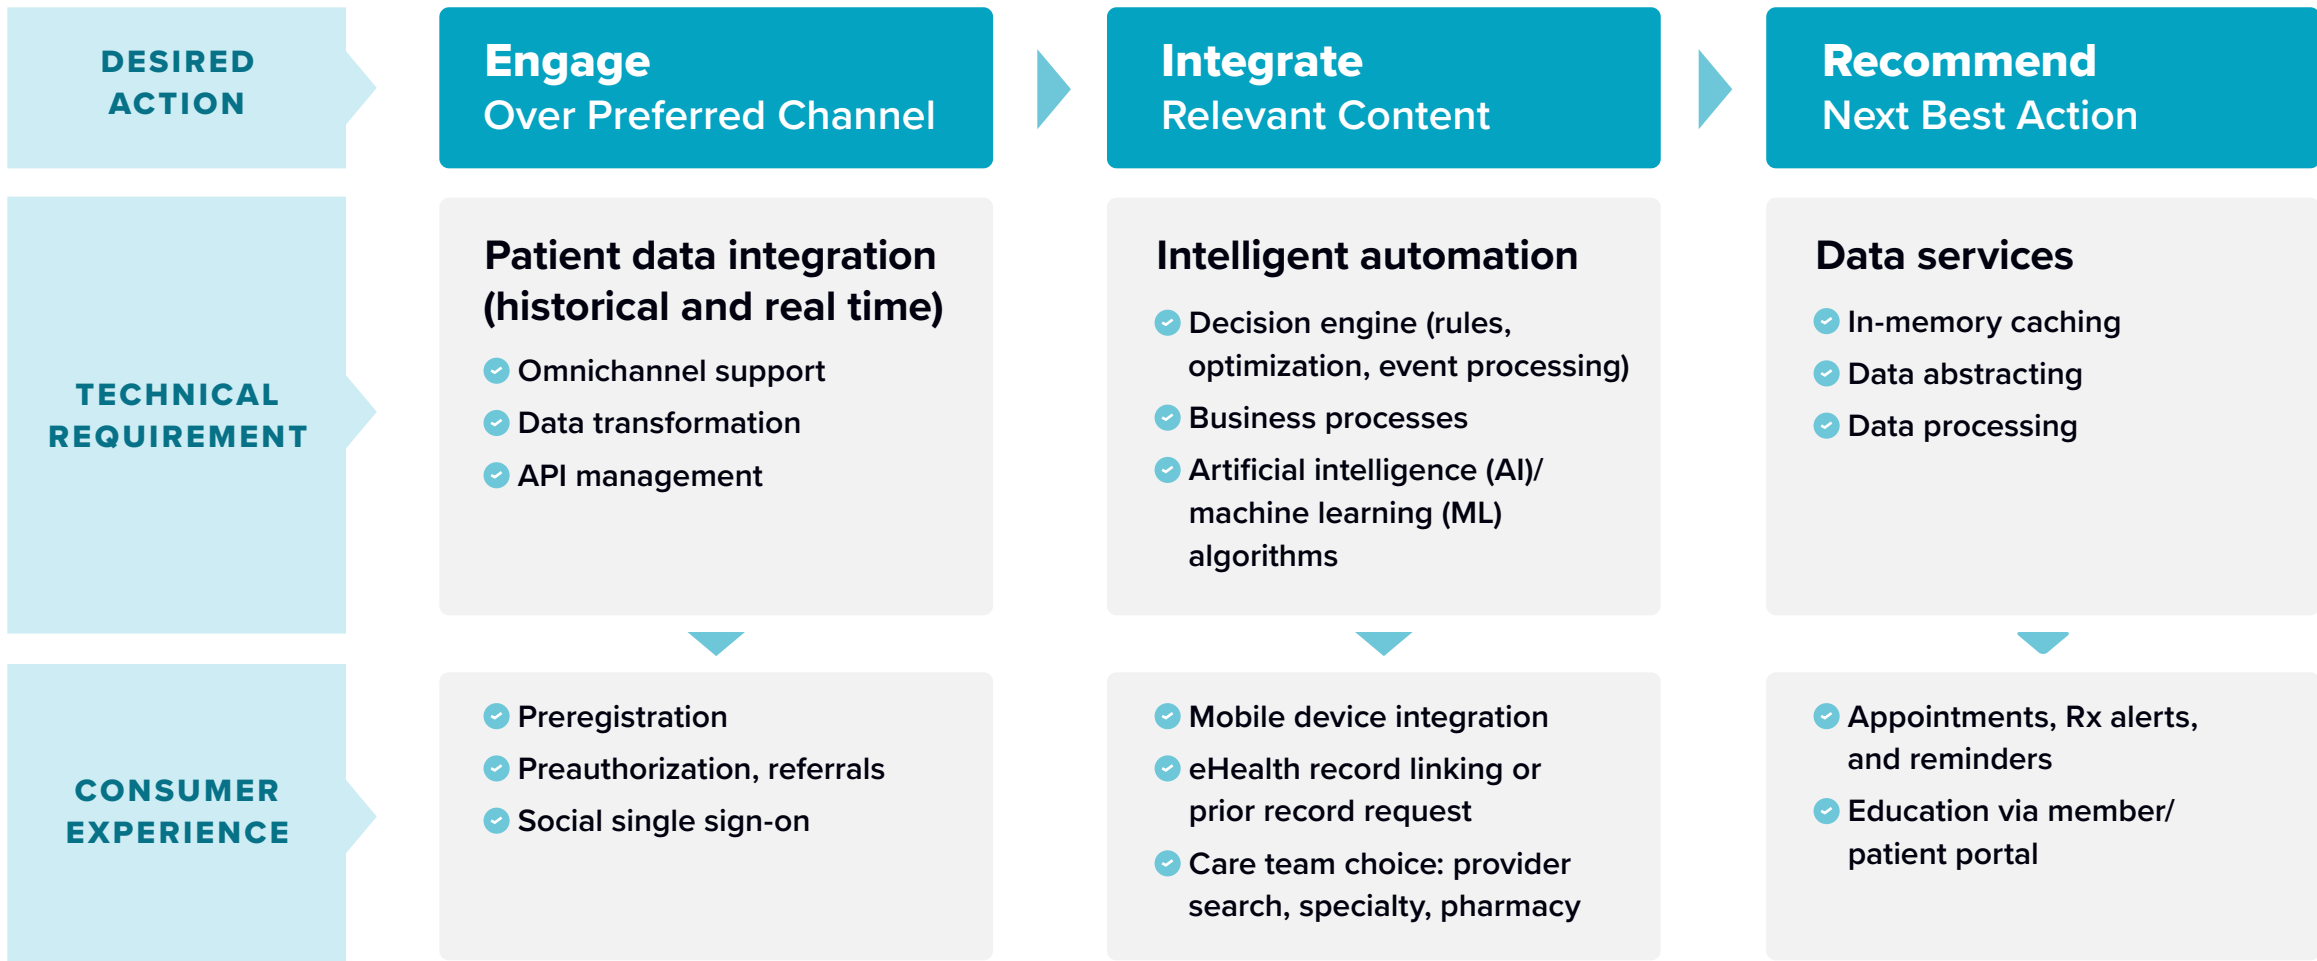 DESIRED
ACTION
Engage
Over Preferred Channel
Integrate
Relevant Content
Recommend
Next Best Action
TECHNICAL
REQUIREMENT
Patient data integration
(historical and real time)
Omnichannel support
Data transformation
API management
Intelligent automation
Decision engine (rules,
optimization, event processing)
Business processes
Artificial intelligence (AI)/
machine learning (ML)
algorithms
Data services
In-memory caching
Data abstracting
Data processing
CONSUMER
EXPERIENCE
Preregistration
Preauthorization, referrals
Social single sign-on
Mobile device integration
eHealth record linking or
prior record request
Care team choice: provider
search, specialty, pharmacy
Appointments, Rx alerts,
and reminders
Education via member/
patient portal